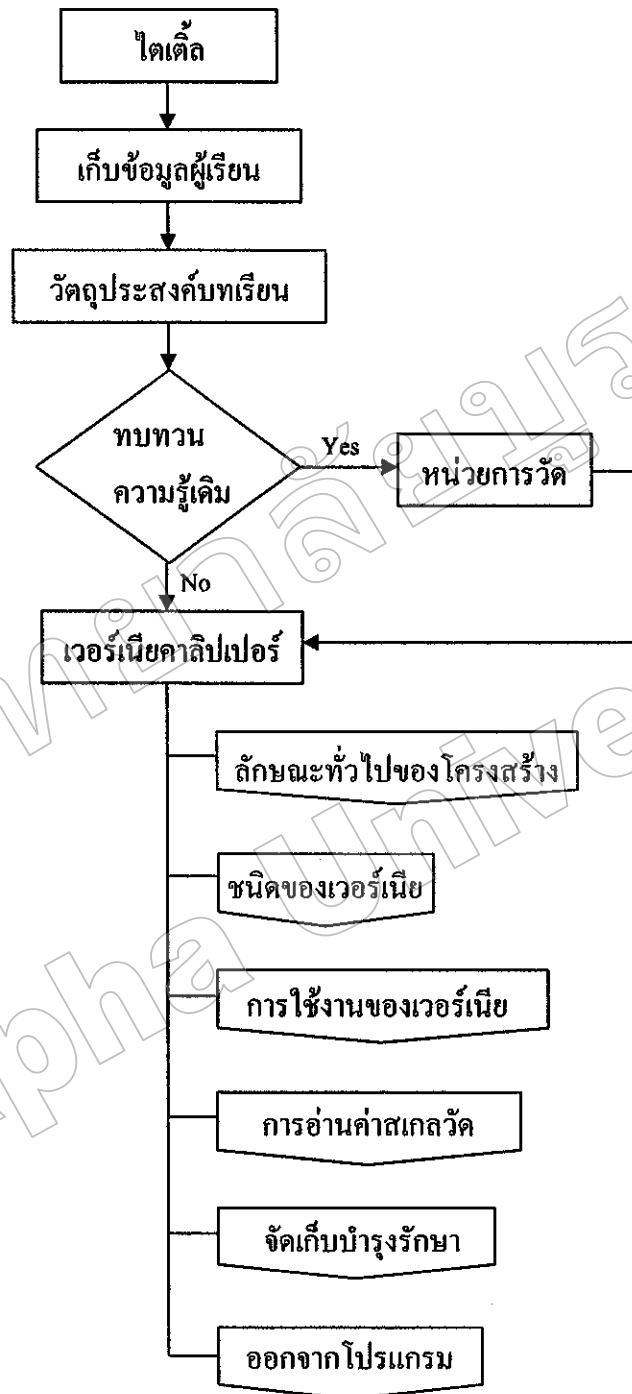 ไตเติ้ล
เก็บข้อมูลผู้เรียน
วัตถุประสงค์บทเรียน
ทบทวน
ความรู้เดิม
Yes
หน่วยการวัด
No
เวอร์เนียคาลิปเปอร์
ลักษณะทั่วไปของโครงสร้าง
ชนิดของเวอร์เนีย
การใช้งานของเวอร์เนีย
การอ่านค่าสเกลวัด
จัดเก็บบำรุงรักษา
ออกจากโปรแกรม